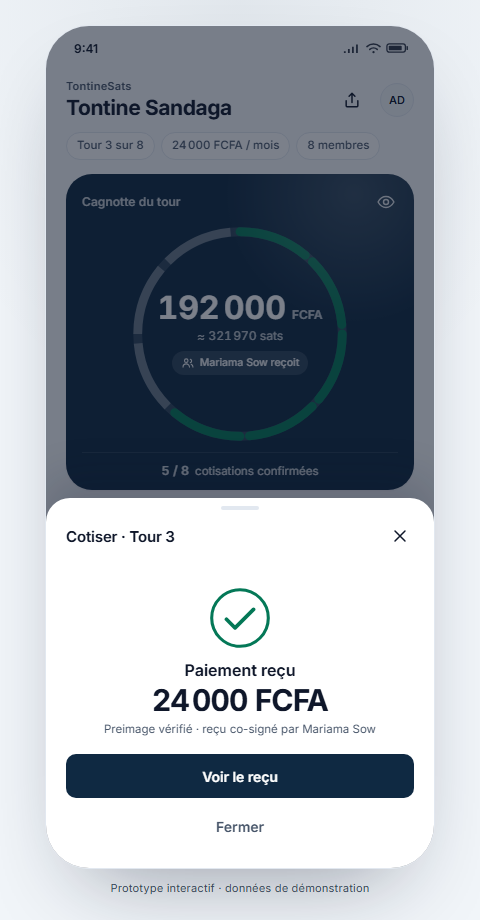 9:41
TontineSats
Tontine Sandaga
AD
Tour 3 sur 8
24 000 FCFA / mois
8 membres
Cagnotte du tour
192 000 FCFA
≈ 321 970 sats
Mariama Sow reçoit
5 / 8 cotisations confirmées
Cotiser · Tour 3
Paiement reçu
24 000 FCFA
Preimage vérifié · reçu co-signé par Mariama Sow
Voir le reçu
Fermer
Prototype interactif · données de démonstration